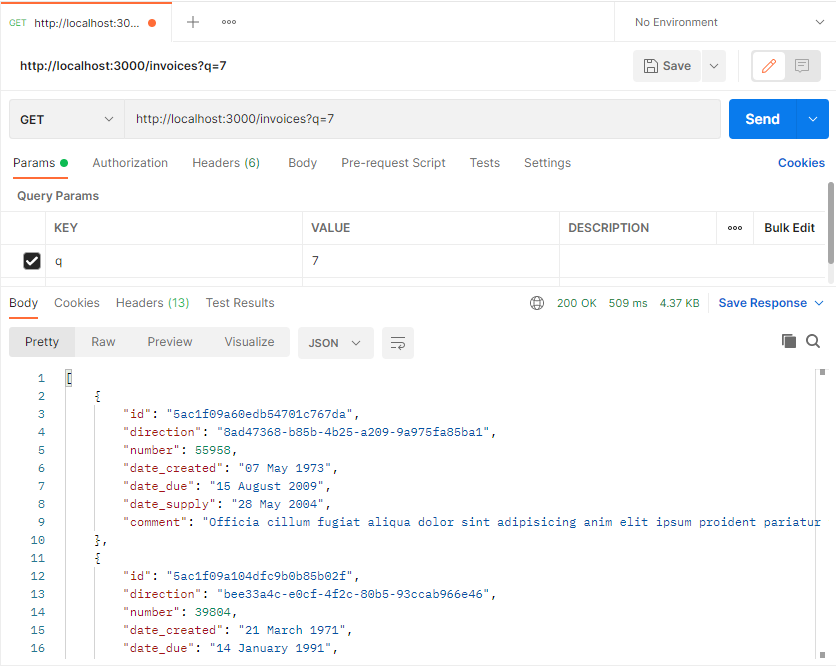 GET http://localhost:30...
No Environment
http://localhost:3000/invoices?q=7
Save
GET http://localhost:3000/invoices?q=7
Send
Params Authorization Headers (6) Body Pre-request Script Tests Settings Cookies
Query Params
KEY VALUE DESCRIPTION Bulk Edit
q 7
Body Cookies Headers (13) Test Results 200 OK 509 ms 4.37 KB Save Response
Pretty Raw Preview Visualize JSON
1 [
2 {
3 "id": "5ac1f09a60edb54701c767da",
4 "direction": "8ad47368-b85b-4b25-a209-9a975fa85ba1",
5 "number": 55958,
6 "date_created": "07 May 1973",
7 "date_due": "15 August 2009",
8 "date_supply": "28 May 2004",
9 "comment": "Officia cillum fugiat aliqua dolor sint adipisicing anim elit ipsum proident pariatur
10 },
11 {
12 "id": "5ac1f09a104dfc9b0b85b02f",
13 "direction": "bee33a4c-e0cf-4f2c-80b5-93ccab966e46",
14 "number": 39804,
15 "date_created": "21 March 1971",
16 "date_due": "14 January 1991",